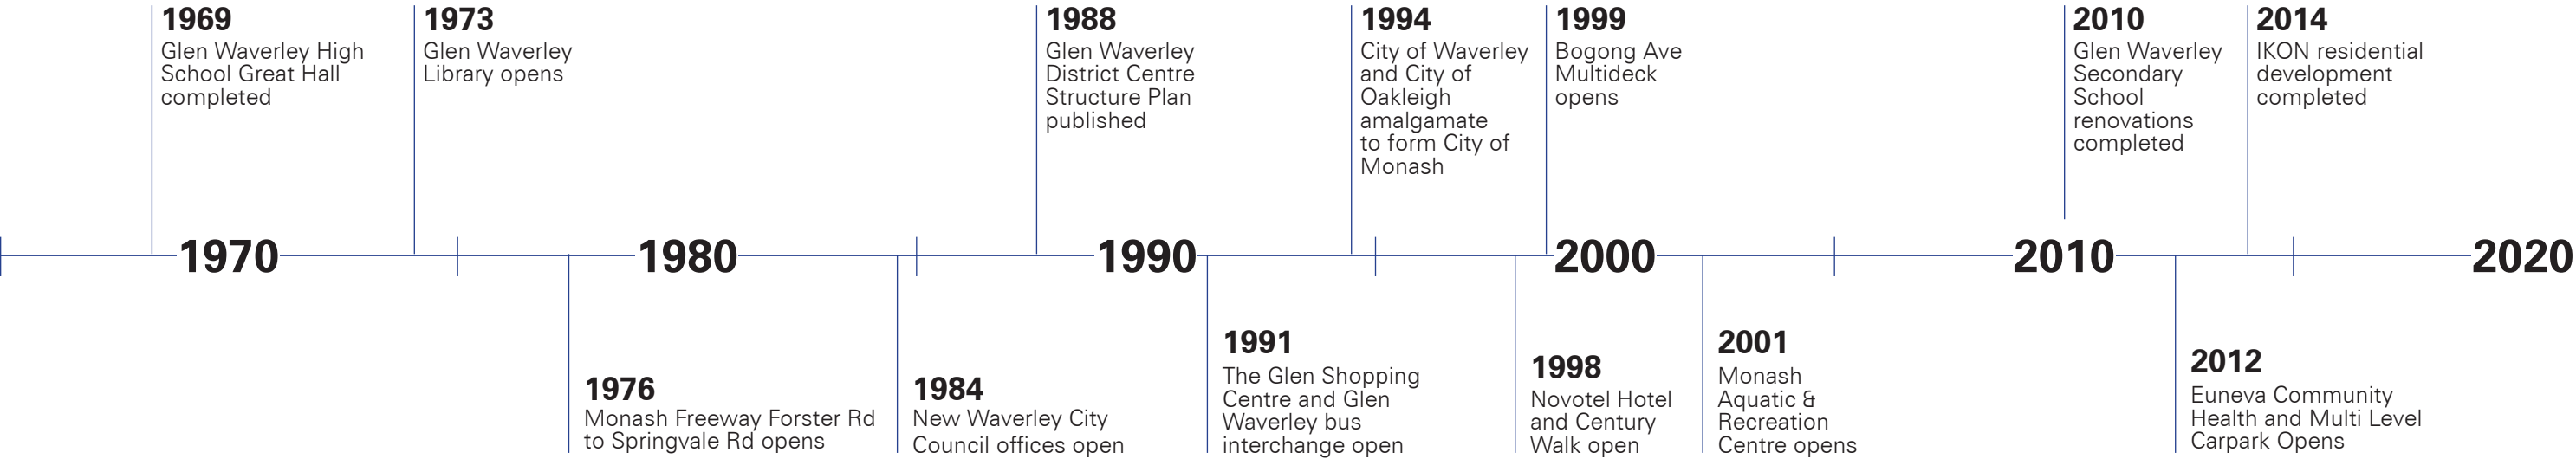 1969
Glen Waverley High
School Great Hall
completed
1973
Glen Waverley
Library opens
1988
Glen Waverley
District Centre
Structure Plan
published
1994
City of Waverley
and City of
Oakleigh
amalgamate
to form City of
Monash
1999
Bogong Ave
Multideck
opens
2010
Glen Waverley
Secondary
School
renovations
completed
2014
IKON residential
development
completed
1970
1980
1990
2000
2010
2020
1976
Monash Freeway Forster Rd
to Springvale Rd opens
1984
New Waverley City
Council offices open
1991
The Glen Shopping
Centre and Glen
Waverley bus
interchange open
1998
Novotel Hotel
and Century
Walk open
2001
Monash
Aquatic &
Recreation
Centre opens
2012
Euneva Community
Health and Multi Level
Carpark Opens